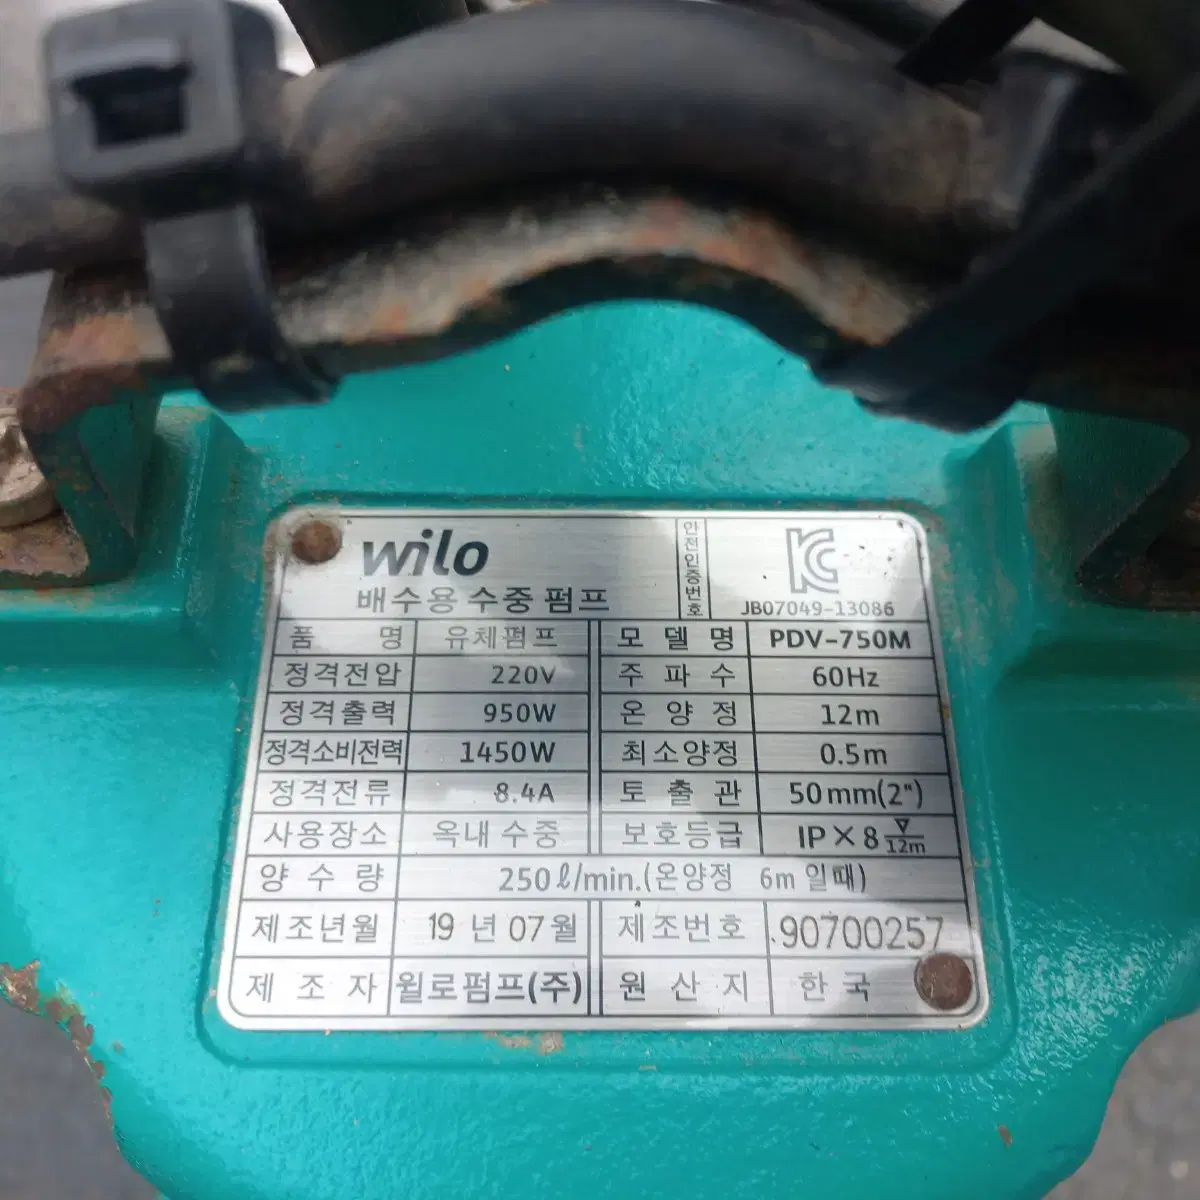 wilo
배수용 수중 펌프
안전인증번호
JB07049-13086
품 명 유체펌프 모 델 명 PDV-750M
정격전압 220V 주 파 수 60Hz
정격출력 950W 온 양 정 12m
정격소비전력 1450W 최소양정 0.5m
정격전류 8.4A 토 출 관 50mm(2")
사용장소 옥내 수중 보호등급 IP×8 ▽ 12m
양 수 량 250ℓ/min.(온양정 6m 일때)
제조년월 19 년 07 월 제조번호 90700257
제 조 자 윌로펌프(주) 원 산 지 한 국